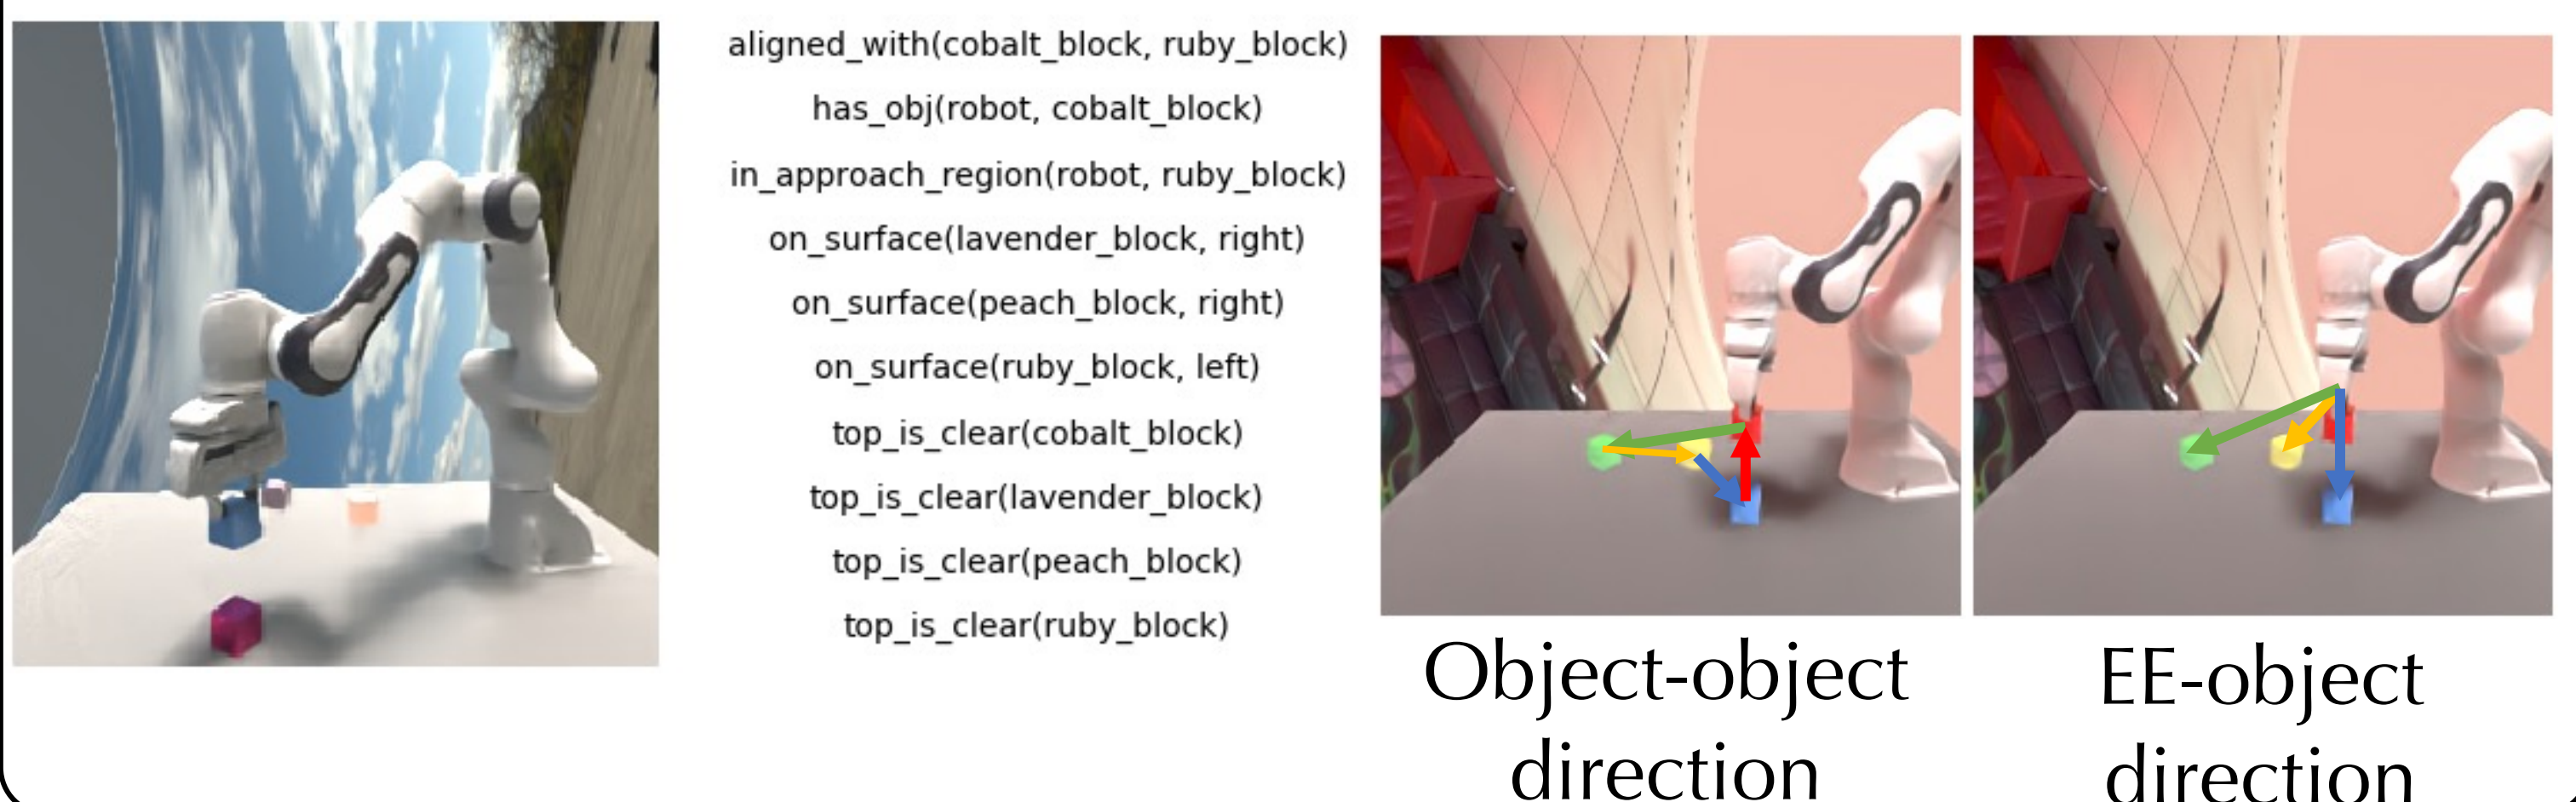 aligned_with(cobalt_block, ruby_block)
has_obj(robot, cobalt_block)
in_approach_region(robot, ruby_block)
on_surface(lavender_block, right)
on_surface(peach_block, right)
on_surface(ruby_block, left)
top_is_clear(cobalt_block)
top_is_clear(lavender_block)
top_is_clear(peach_block)
top_is_clear(ruby_block)
Object-object
direction
EE-object
direction